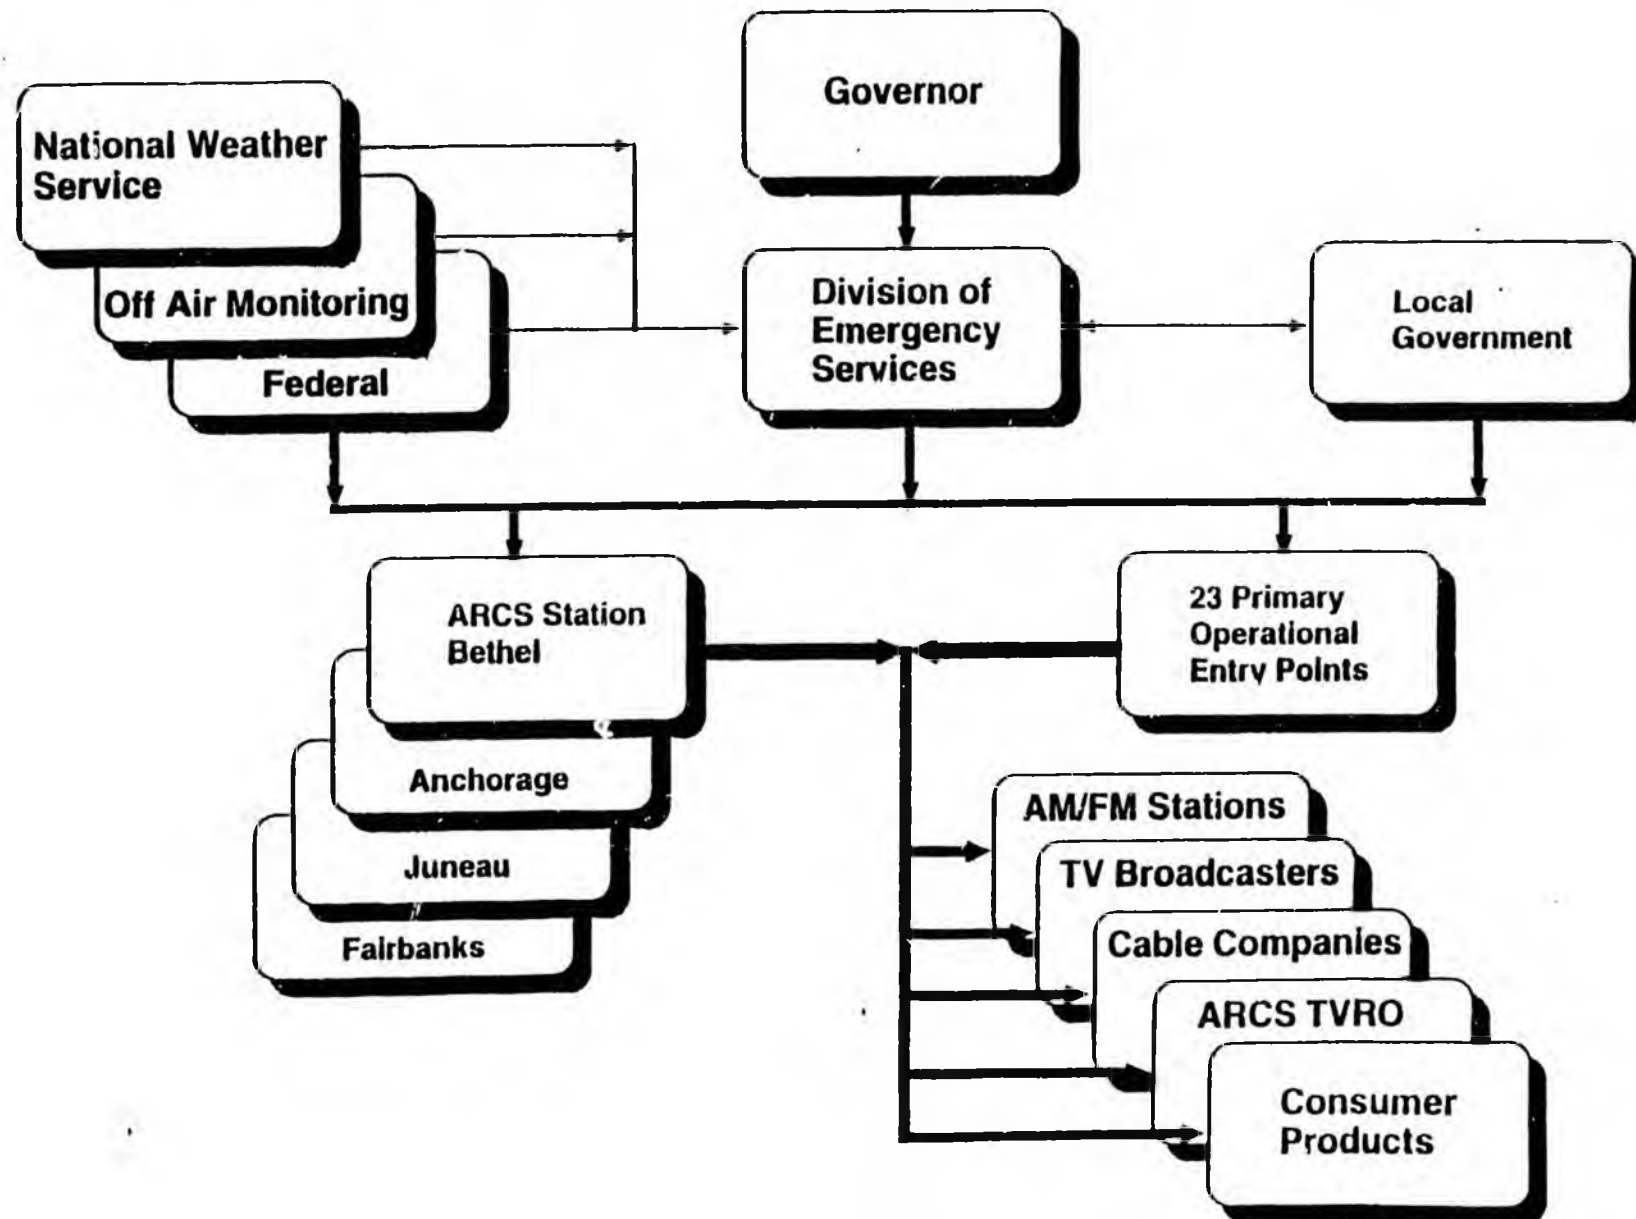 Governor
National Weather
Service
Off Air Monitoring
Federal
Division of
Emergency
Services
Local
Government
ARCS Station
Bethel
Anchorage
Juneau
Fairbanks
23 Primary
Operational
Entry Points
AM/FM Stations
TV Broadcasters
Cable Companies
ARCS TVRO
Consumer
Products